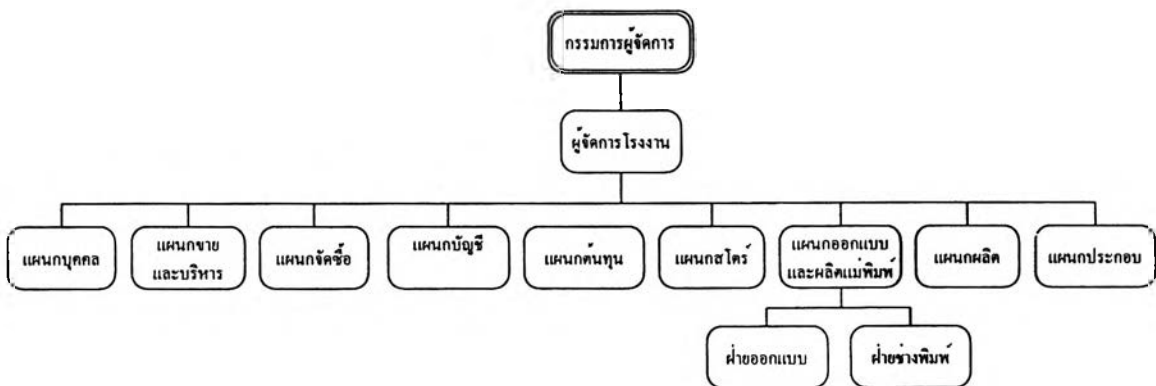 กรรมการผู้จัดการ
ผู้จัดการโรงงาน
แผนกบุคคล
แผนกขาย
และบริหาร
แผนกจัดซื้อ
แผนกบัญชี
แผนกต้นทุน
แผนกสโตร์
แผนกออกแบบ
และผลิตแม่พิมพ์
แผนกผลิต
แผนกประกอบ
ฝ่ายออกแบบ
ฝ่ายช่างพิมพ์